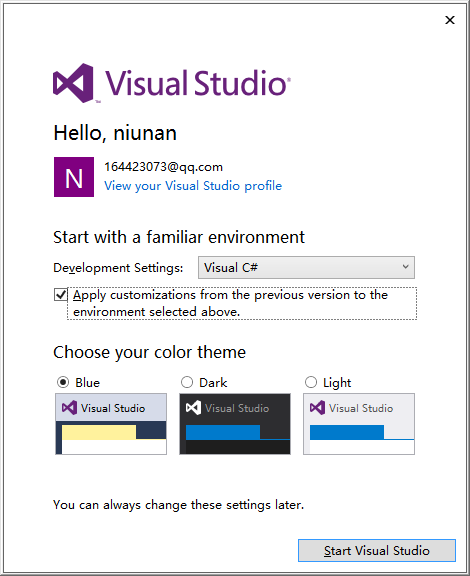 Visual Studio
Hello, niunan
N
164423073@qq.com
View your Visual Studio profile
Start with a familiar environment
Development Settings:
Visual C#
Apply customizations from the previous version to the
environment selected above.
Choose your color theme
Blue
Dark
Light
Visual Studio
Visual Studio
Visual Studio
You can always change these settings later.
Start Visual Studio